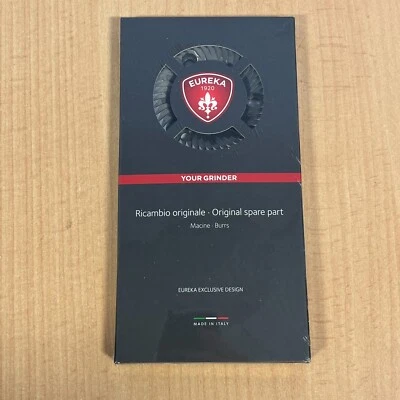 EUREKA
1920
YOUR GRINDER
Ricambio originale · Original spare part
Macine · Burrs
EUREKA EXCLUSIVE DESIGN
MADE IN ITALY